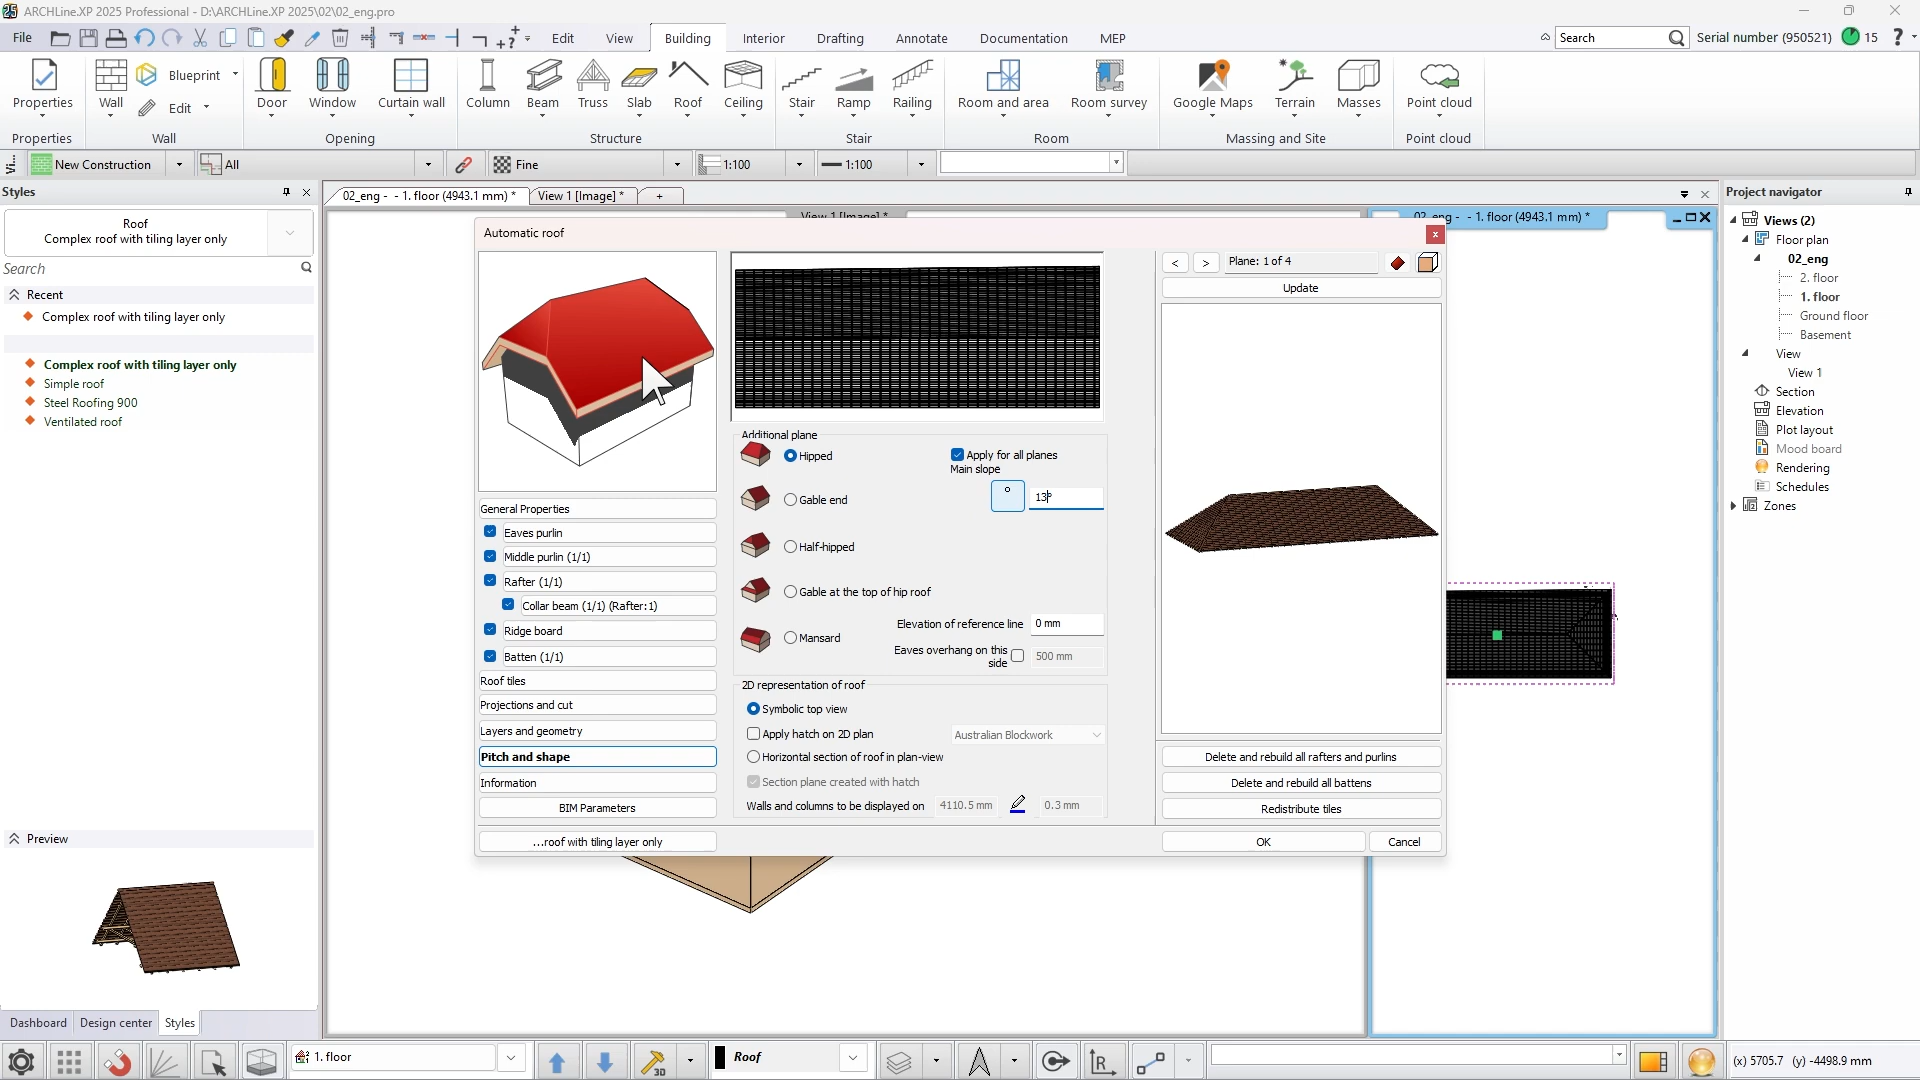 ARCHLine.XP 2025 Professional - D:\ARCHLine.XP 2025\02\02_eng.pro
File
Edit
View
Building
Interior
Drafting
Annotate
Documentation
MEP
Search
Serial number (950521)
15
?
Properties
Wall
Blueprint
Edit
Door
Window
Curtain wall
Column
Beam
Truss
Slab
Roof
Ceiling
Stair
Ramp
Railing
Room and area
Room survey
Google Maps
Terrain
Masses
Point cloud
Properties
Wall
Opening
Structure
Stair
Room
Massing and Site
Point cloud
Vi...
New Construction
All
Fine
1:100
1:100
Styles
Roof
Complex roof with tiling layer only
Search
Recent
Complex roof with tiling layer only
Complex roof with tiling layer only
Simple roof
Steel Roofing 900
Ventilated roof
Preview
Dashboard
Design center
Styles
02_eng - - 1. floor (4943.1 mm) *
View 1 [Image] *
+
View 1 [Image] *
02_eng - - 1. floor (4943.1 mm) *
Automatic roof
General Properties
Eaves purlin
Middle purlin (1/1)
Rafter (1/1)
Collar beam (1/1) (Rafter:1)
Ridge board
Batten (1/1)
Roof tiles
Projections and cut
Layers and geometry
Pitch and shape
Information
BIM Parameters
...roof with tiling layer only
Additional plane
Hipped
Gable end
Half-hipped
Gable at the top of hip roof
Mansard
Apply for all planes
Main slope
13°
Elevation of reference line
0 mm
Eaves overhang on this side
500 mm
2D representation of roof
Symbolic top view
Apply hatch on 2D plan
Australian Blockwork
Horizontal section of roof in plan-view
Section plane created with hatch
Walls and columns to be displayed on
4110.5 mm
0.3 mm
<
>
Plane: 1 of 4
Update
Delete and rebuild all rafters and purlins
Delete and rebuild all battens
Redistribute tiles
OK
Cancel
Project navigator
Views (2)
Floor plan
02_eng
2. floor
1. floor
Ground floor
Basement
View
View 1
Section
Elevation
Plot layout
Mood board
Rendering
Schedules
Zones
1. floor
Roof
(x) 5705.7 (y) -4498.9 mm